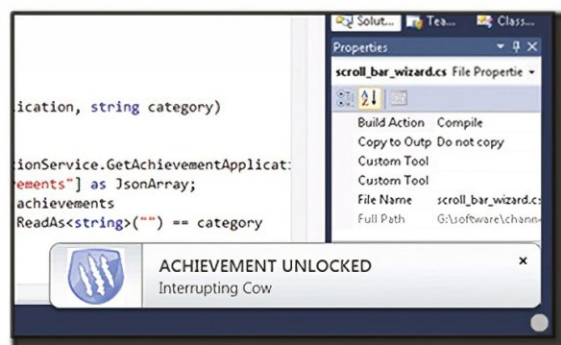 Solut... Tea... Class...
Properties
scroll_bar_wizard.cs File Propertie
Build Action Compile
Copy to Outp Do not copy
Custom Tool
Custom Tool
File Name scroll_bar_wizard.c
Full Path G:\software\chann
ication, string category)
ionService.GetAchievementApplicat
ements"] as JsonArray;
achievements
ReadAs<string>("") == category
ACHIEVEMENT UNLOCKED
Interrupting Cow